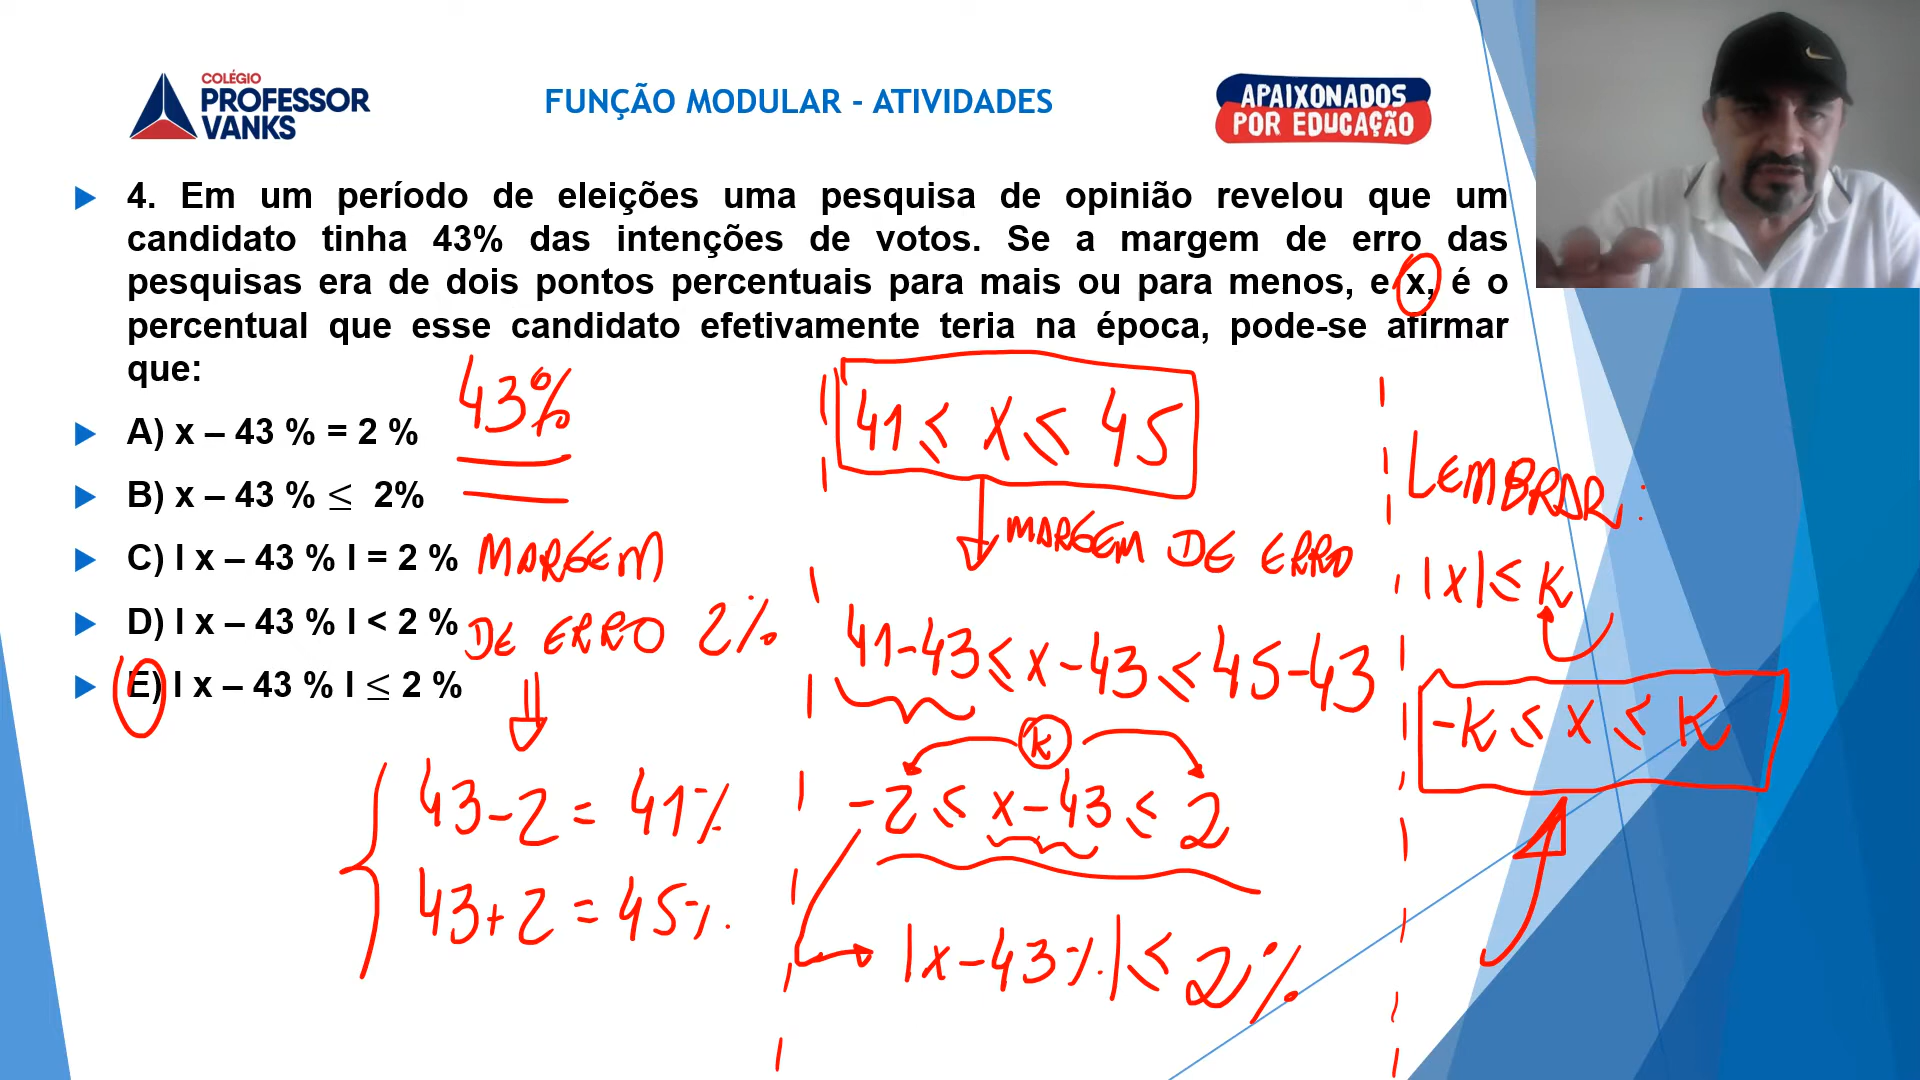 COLÉGIO
PROFESSOR
VANKS
FUNÇÃO MODULAR - ATIVIDADES
APAIXONADOS
POR EDUCAÇÃO
4. Em um período de eleições uma pesquisa de opinião revelou que um
candidato tinha 43% das intenções de votos. Se a margem de erro das
pesquisas era de dois pontos percentuais para mais ou para menos, e x, é o
percentual que esse candidato efetivamente teria na época, pode-se afirmar
que:
A) x – 43 % = 2 %
B) x – 43 % ≤ 2%
C) I x – 43 % I = 2 %
D) I x – 43 % I < 2 %
E) I x – 43 % I ≤ 2 %
43%
MARGEM
DE ERRO 2%
43-2 = 41%
43+2 = 45%
41 ≤ X ≤ 45
MARGEM DE ERRO
41-43 ≤ x-43 ≤ 45-43
K
-2 ≤ x-43 ≤ 2
|x-43%| ≤ 2%
LEMBRAR:
|x| ≤ K
-K ≤ x ≤ K